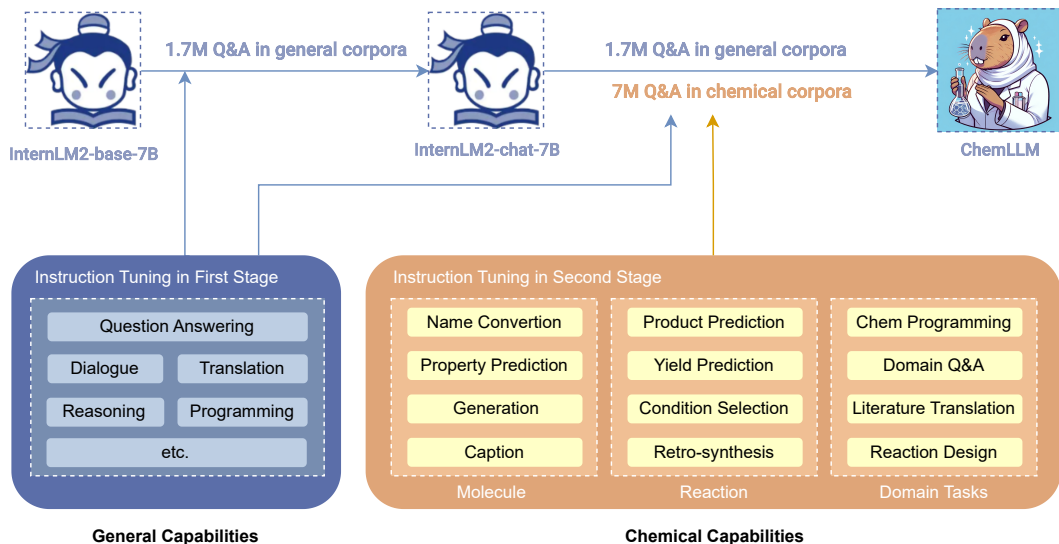 1.7M Q&A in general corpora
1.7M Q&A in general corpora
7M Q&A in chemical corpora
InternLM2-base-7B
InternLM2-chat-7B
ChemLLM
Instruction Tuning in First Stage
Question Answering
Dialogue
Translation
Reasoning
Programming
etc.
General Capabilities
Instruction Tuning in Second Stage
Name Convertion
Property Prediction
Generation
Caption
Molecule
Product Prediction
Yield Prediction
Condition Selection
Retro-synthesis
Reaction
Chem Programming
Domain Q&A
Literature Translation
Reaction Design
Domain Tasks
Chemical Capabilities